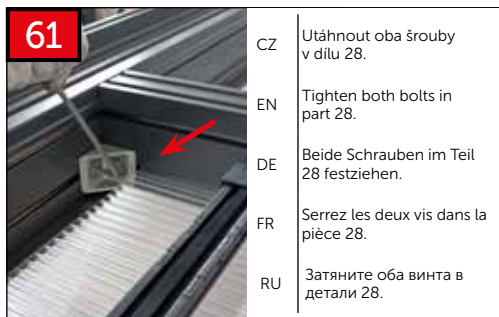 61
CZ
Utáhnout oba šrouby
v dílu 28.
EN
Tighten both bolts in
part 28.
DE
Beide Schrauben im Teil
28 festziehen.
FR
Serrez les deux vis dans la
pièce 28.
RU
Затяните оба винта в
детали 28.